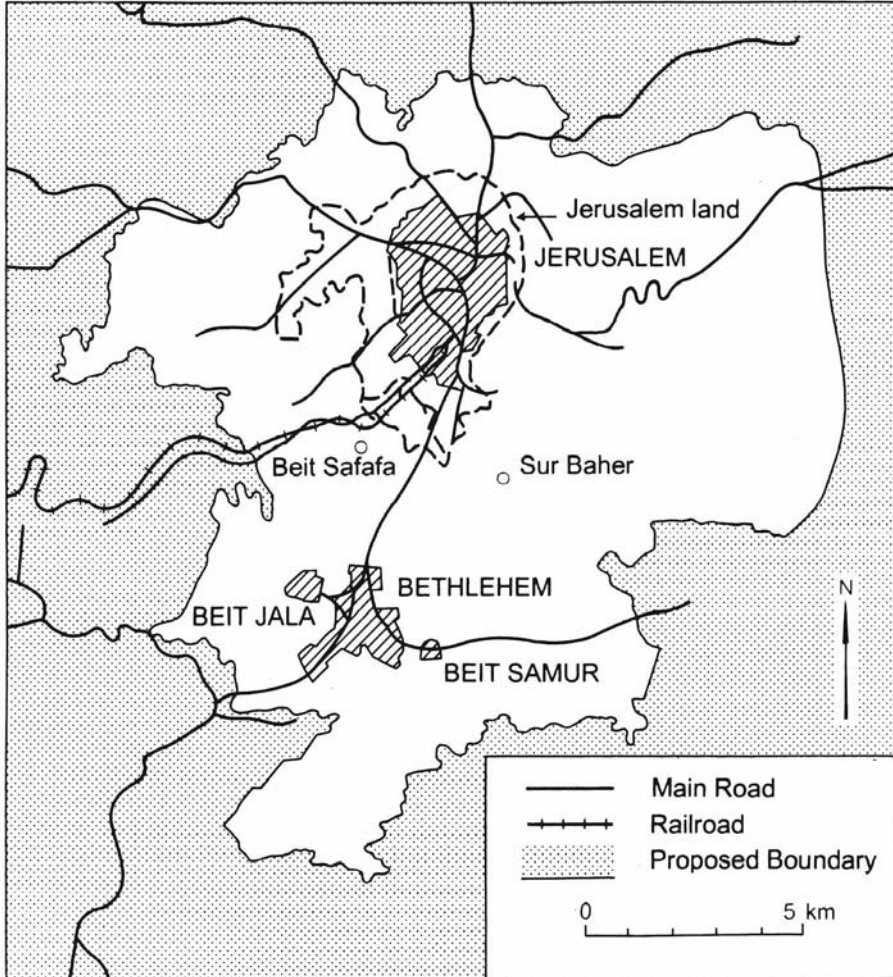 Jerusalem land
JERUSALEM
Beit Safafa
Sur Baher
BETHLEHEM
BEIT JALA
BEIT SAMUR
N
Main Road
Railroad
Proposed Boundary
0 5 km